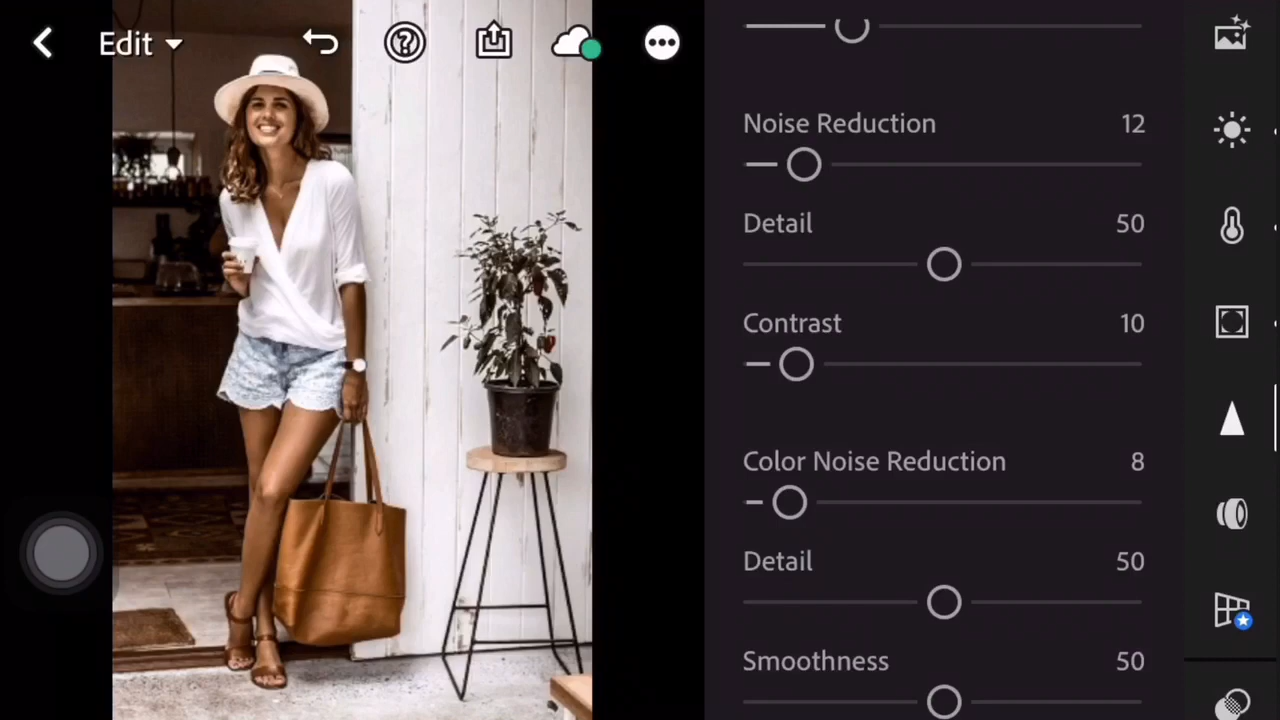 Edit
Noise Reduction 12
Detail 50
Contrast 10
Color Noise Reduction 8
Detail 50
Smoothness 50